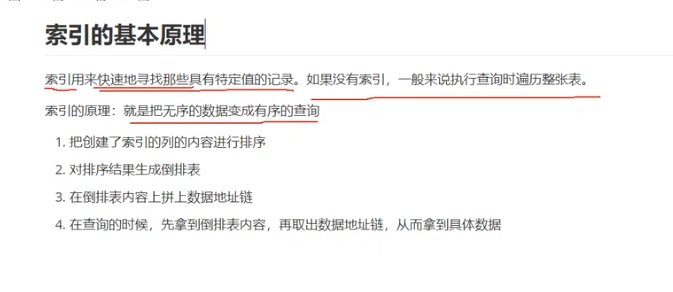 索引的基本原理
索引用来快速地寻找那些具有特定值的记录。如果没有索引，一般来说执行查询时遍历整张表。
索引的原理：就是把无序的数据变成有序的查询
1. 把创建了索引的列的内容进行排序
2. 对排序结果生成倒排表
3. 在倒排表内容上拼上数据地址链
4. 在查询的时候，先拿到倒排表内容，再取出数据地址链，从而拿到具体数据